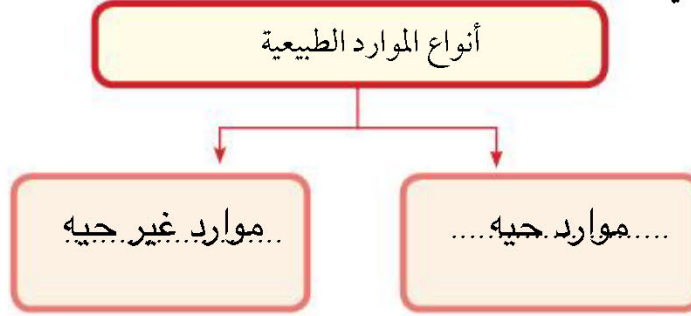 أنواع الموارد الطبيعية
موارد حيه
موارد غير حيه